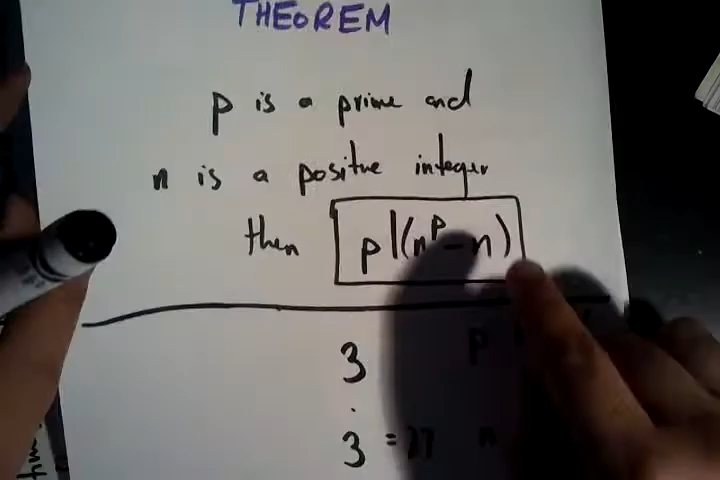 THEOREM
p is a prime and
n is a positive integer
then p|(n^p-n)
3 p
3 = 27 n